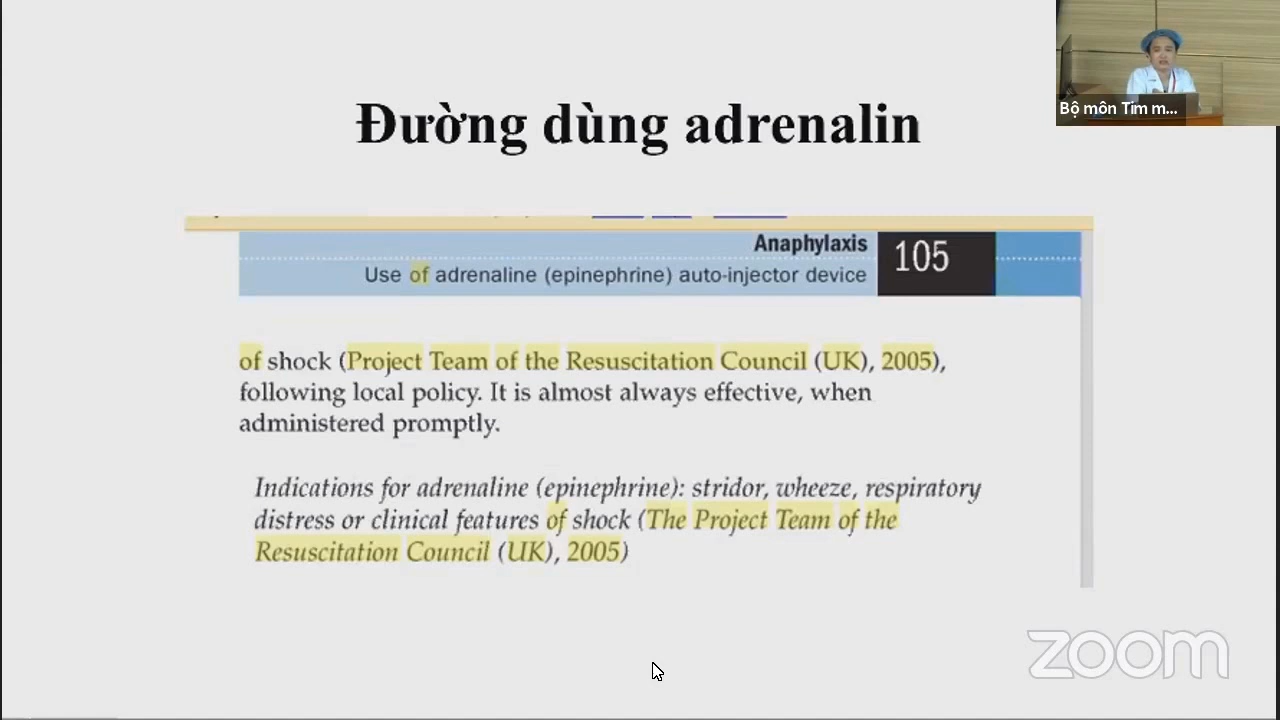 Bộ môn Tim m...
Đường dùng adrenalin
Anaphylaxis
105
Use of adrenaline (epinephrine) auto-injector device
of shock (Project Team of the Resuscitation Council (UK), 2005),
following local policy. It is almost always effective, when
administered promptly.
Indications for adrenaline (epinephrine): stridor, wheeze, respiratory
distress or clinical features of shock (The Project Team of the
Resuscitation Council (UK), 2005)
zoom